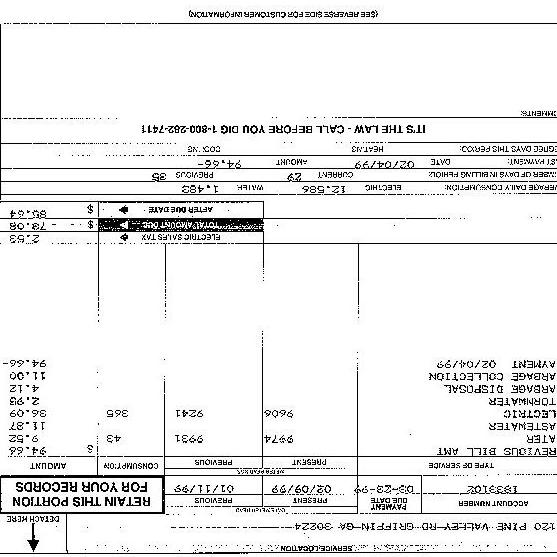 SERVICE LOCATION
120 PINE VALLEY RD GRIFFIN GA 30224
DETACH HERE
ACCOUNT NUMBER PAYMENT DUE DATE PRESENT PREVIOUS
1833102 03-23-99 02/09/99 01/11/99
RETAIN THIS PORTION FOR YOUR RECORDS
TYPE OF SERVICE PRESENT PREVIOUS CONSUMPTION AMOUNT
REVIOUS BILL AMT $ 94.66
ATER 9974 9931 43 9.52
ASTEWATER 11.87
LECTRIC 9606 9241 365 36.09
TORMWATER 2.95
ARBAGE DISPOSAL 4.12
ARBAGE COLLECTION 11.00
AYMENT 02/04/99 94.66-
ELECTRIC SALES TAX 2.53
TOTAL AMOUNT DUE $ 78.08
AFTER DUE DATE $ 85.64
VERAGE DAILY CONSUMPTION: ELECTRIC 12.586 WATER 1.483
UMBER OF DAYS IN BILLING PERIOD: CURRENT 29 PREVIOUS 35
AST PAYMENT: DATE 02/04/99 AMOUNT 94.66-
EGREE DAYS THIS PERIOD: HEATING COOLING
IT'S THE LAW - CALL BEFORE YOU DIG 1-800-282-7411
OMMENTS:
(SEE REVERSE SIDE FOR CUSTOMER INFORMATION)